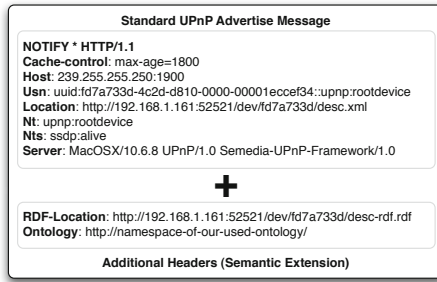 Standard UPnP Advertise Message
NOTIFY * HTTP/1.1
Cache-control: max-age=1800
Host: 239.255.255.250:1900
Usn: uuid:fd7a733d-4c2d-d810-0000-00001eccef34::upnp:rootdevice
Location: http://192.168.1.161:52521/dev/fd7a733d/desc.xml
Nt: upnp:rootdevice
Nts: ssdp:alive
Server: MacOSX/10.6.8 UPnP/1.0 Semedia-UPnP-Framework/1.0
+
RDF-Location: http://192.168.1.161:52521/dev/fd7a733d/desc-rdf.rdf
Ontology: http://namespace-of-our-used-ontology/
Additional Headers (Semantic Extension)